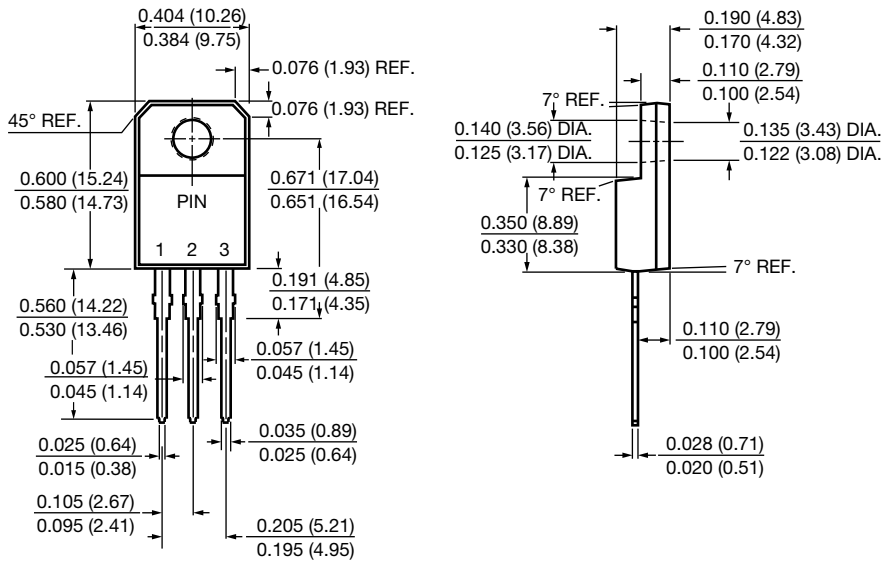 0.404 (10.26)
0.384 (9.75)
0.076 (1.93) REF.
0.076 (1.93) REF.
45° REF.
0.600 (15.24)
0.580 (14.73)
0.671 (17.04)
0.651 (16.54)
PIN
1 2 3
0.191 (4.85)
0.171 (4.35)
0.560 (14.22)
0.530 (13.46)
0.057 (1.45)
0.045 (1.14)
0.057 (1.45)
0.045 (1.14)
0.025 (0.64)
0.015 (0.38)
0.035 (0.89)
0.025 (0.64)
0.105 (2.67)
0.095 (2.41)
0.205 (5.21)
0.195 (4.95)
0.190 (4.83)
0.170 (4.32)
0.110 (2.79)
0.100 (2.54)
7° REF.
0.140 (3.56) DIA.
0.125 (3.17) DIA.
0.135 (3.43) DIA.
0.122 (3.08) DIA.
7° REF.
0.350 (8.89)
0.330 (8.38)
7° REF.
0.110 (2.79)
0.100 (2.54)
0.028 (0.71)
0.020 (0.51)